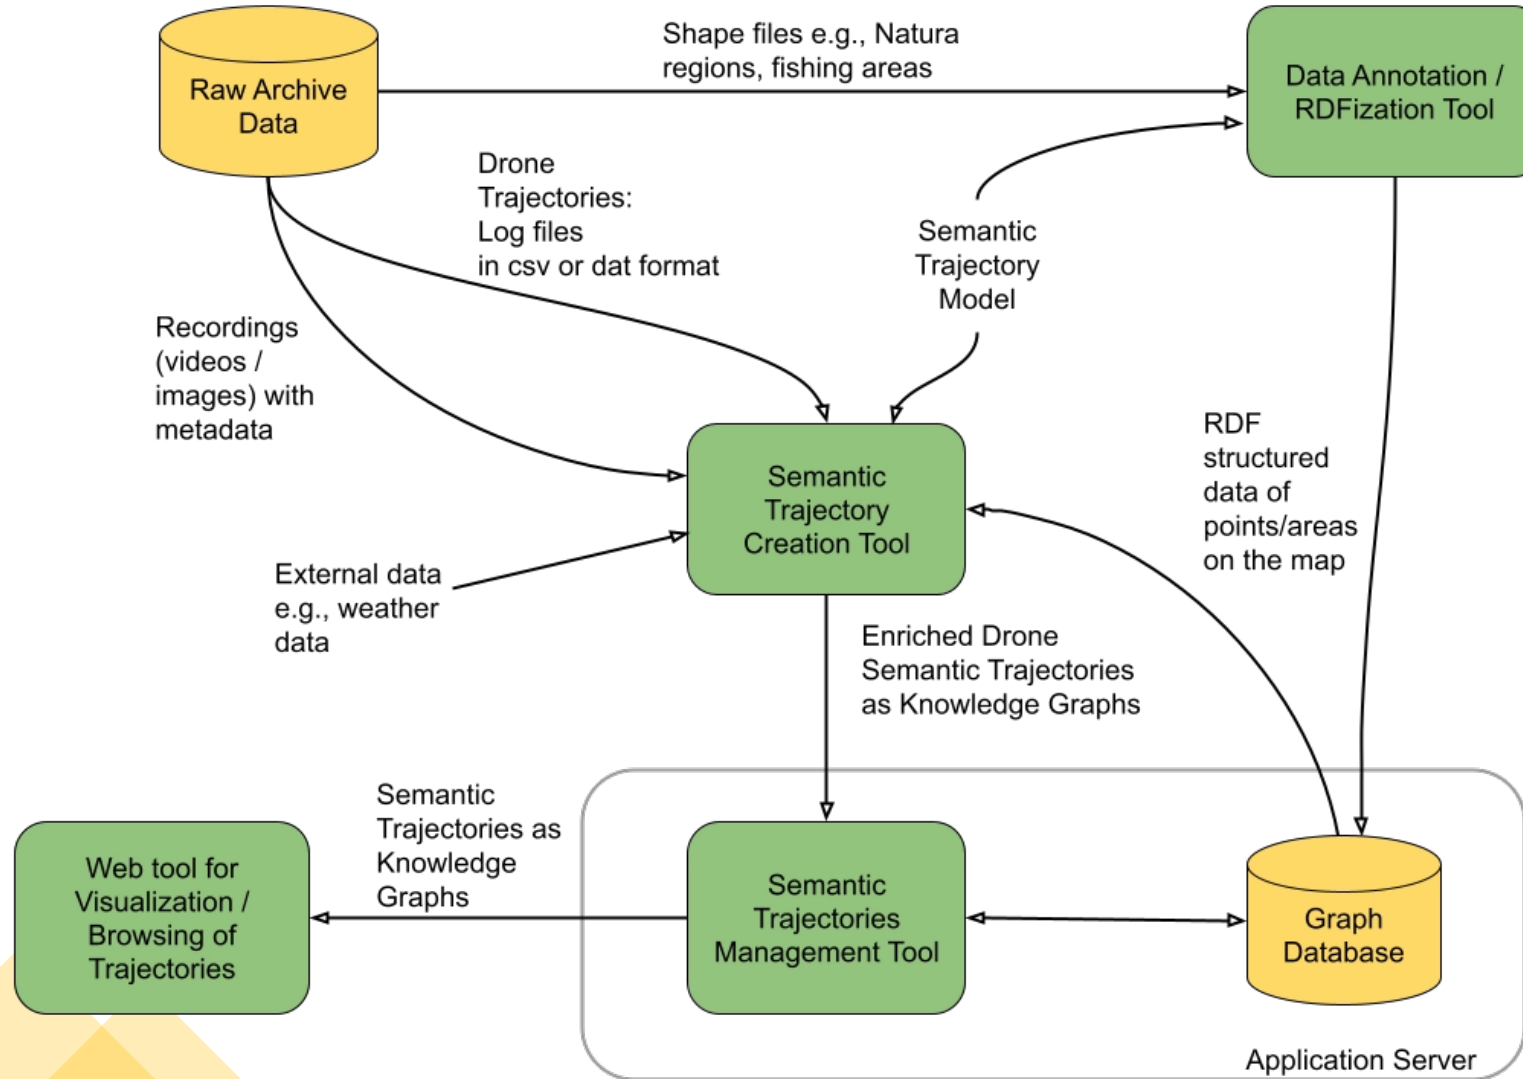 Raw Archive
Data
Shape files e.g., Natura
regions, fishing areas
Data Annotation /
RDFization Tool
Drone
Trajectories:
Log files
in csv or dat format
Semantic
Trajectory
Model
Recordings
(videos /
images) with
metadata
RDF
structured
data of
points/areas
on the map
Semantic
Trajectory
Creation Tool
External data
e.g., weather
data
Enriched Drone
Semantic Trajectories
as Knowledge Graphs
Semantic
Trajectories as
Knowledge
Graphs
Web tool for
Visualization /
Browsing of
Trajectories
Semantic
Trajectories
Management Tool
Graph
Database
Application Server